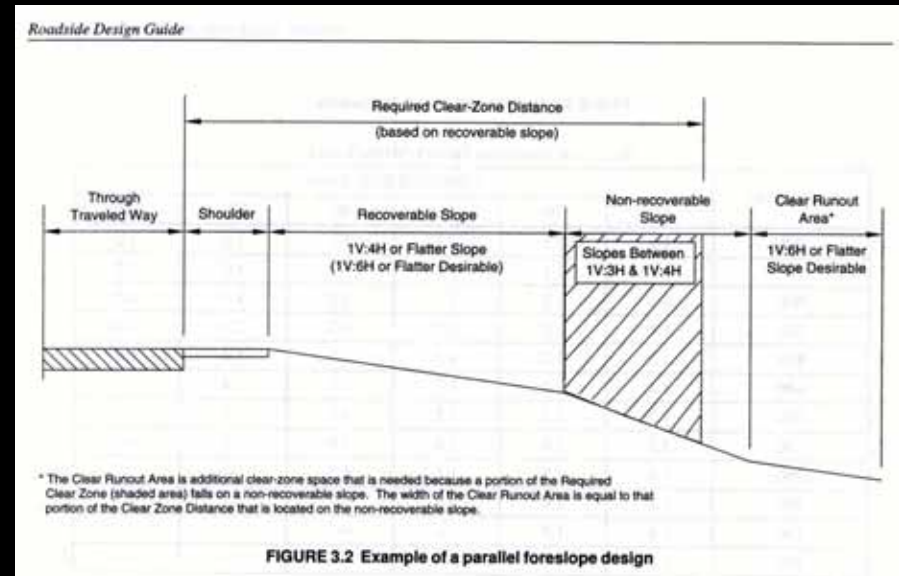 Roadside Design Guide
Required Clear-Zone Distance
(based on recoverable slope)
Through
Traveled Way
Shoulder
Recoverable Slope
Non-recoverable
Slope
Clear Runout
Area*
1V:4H or Flatter Slope
(1V:6H or Flatter Desirable)
Slopes Between
1V:3H & 1V:4H
1V:6H or Flatter
Slope Desirable
* The Clear Runout Area is additional clear-zone space that is needed because a portion of the Required
Clear Zone (shaded area) falls on a non-recoverable slope. The width of the Clear Runout Area is equal to that
portion of the Clear Zone Distance that is located on the non-recoverable slope.
FIGURE 3.2 Example of a parallel foreslope design